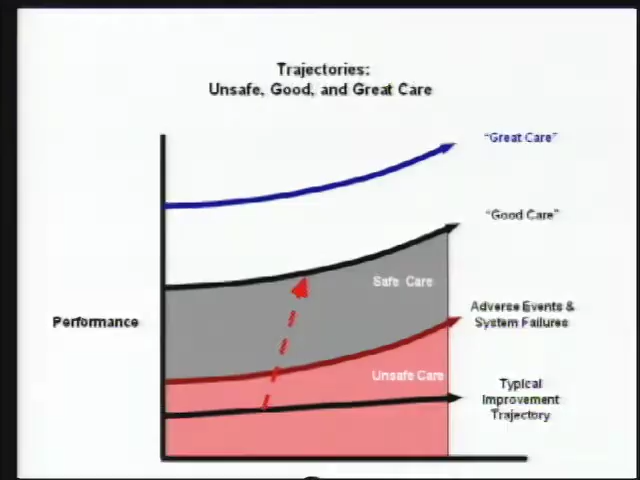 Trajectories:
Unsafe, Good, and Great Care
"Great Care"
"Good Care"
Safe Care
Adverse Events &
System Failures
Performance
Unsafe Care
Typical
Improvement
Trajectory